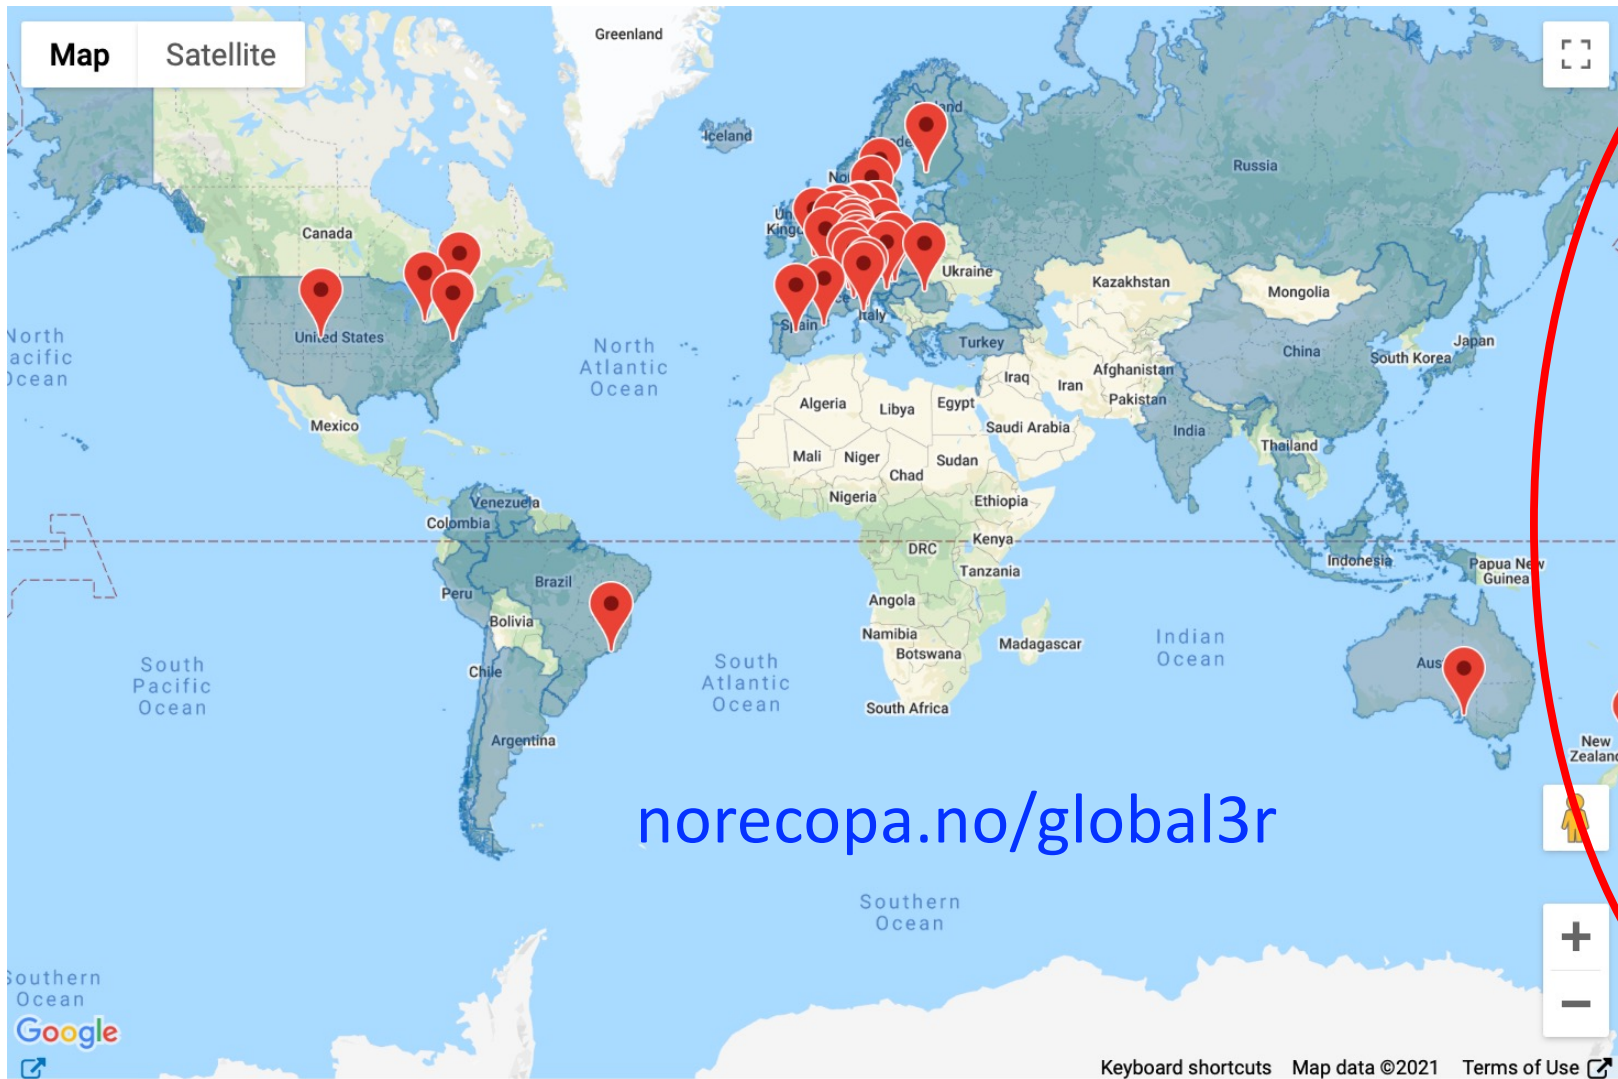 Map
Satellite
Greenland
Iceland
Russia
Canada
Ukraine
Kazakhstan
Mongolia
United States
Spain
Italy
Turkey
China
Japan
South Korea
North
Atlantic
Ocean
North
Ocean
Afghanistan
Iraq
Iran
Pakistan
Algeria
Libya
Egypt
Saudi Arabia
India
Mexico
Thailand
Mali
Niger
Chad
Sudan
Nigeria
Ethiopia
Venezuela
Colombia
DRC
Kenya
Tanzania
Indonesia
Papua New
Guinea
Brazil
Peru
Angola
Bolivia
Namibia
Botswana
Madagascar
Indian
Ocean
South
Pacific
Ocean
Chile
South
Atlantic
Ocean
South Africa
Argentina
New
Zealand
norecopa.no/global3r
Southern
Ocean
Southern
Ocean
Google
Keyboard shortcuts
Map data ©2021
Terms of Use